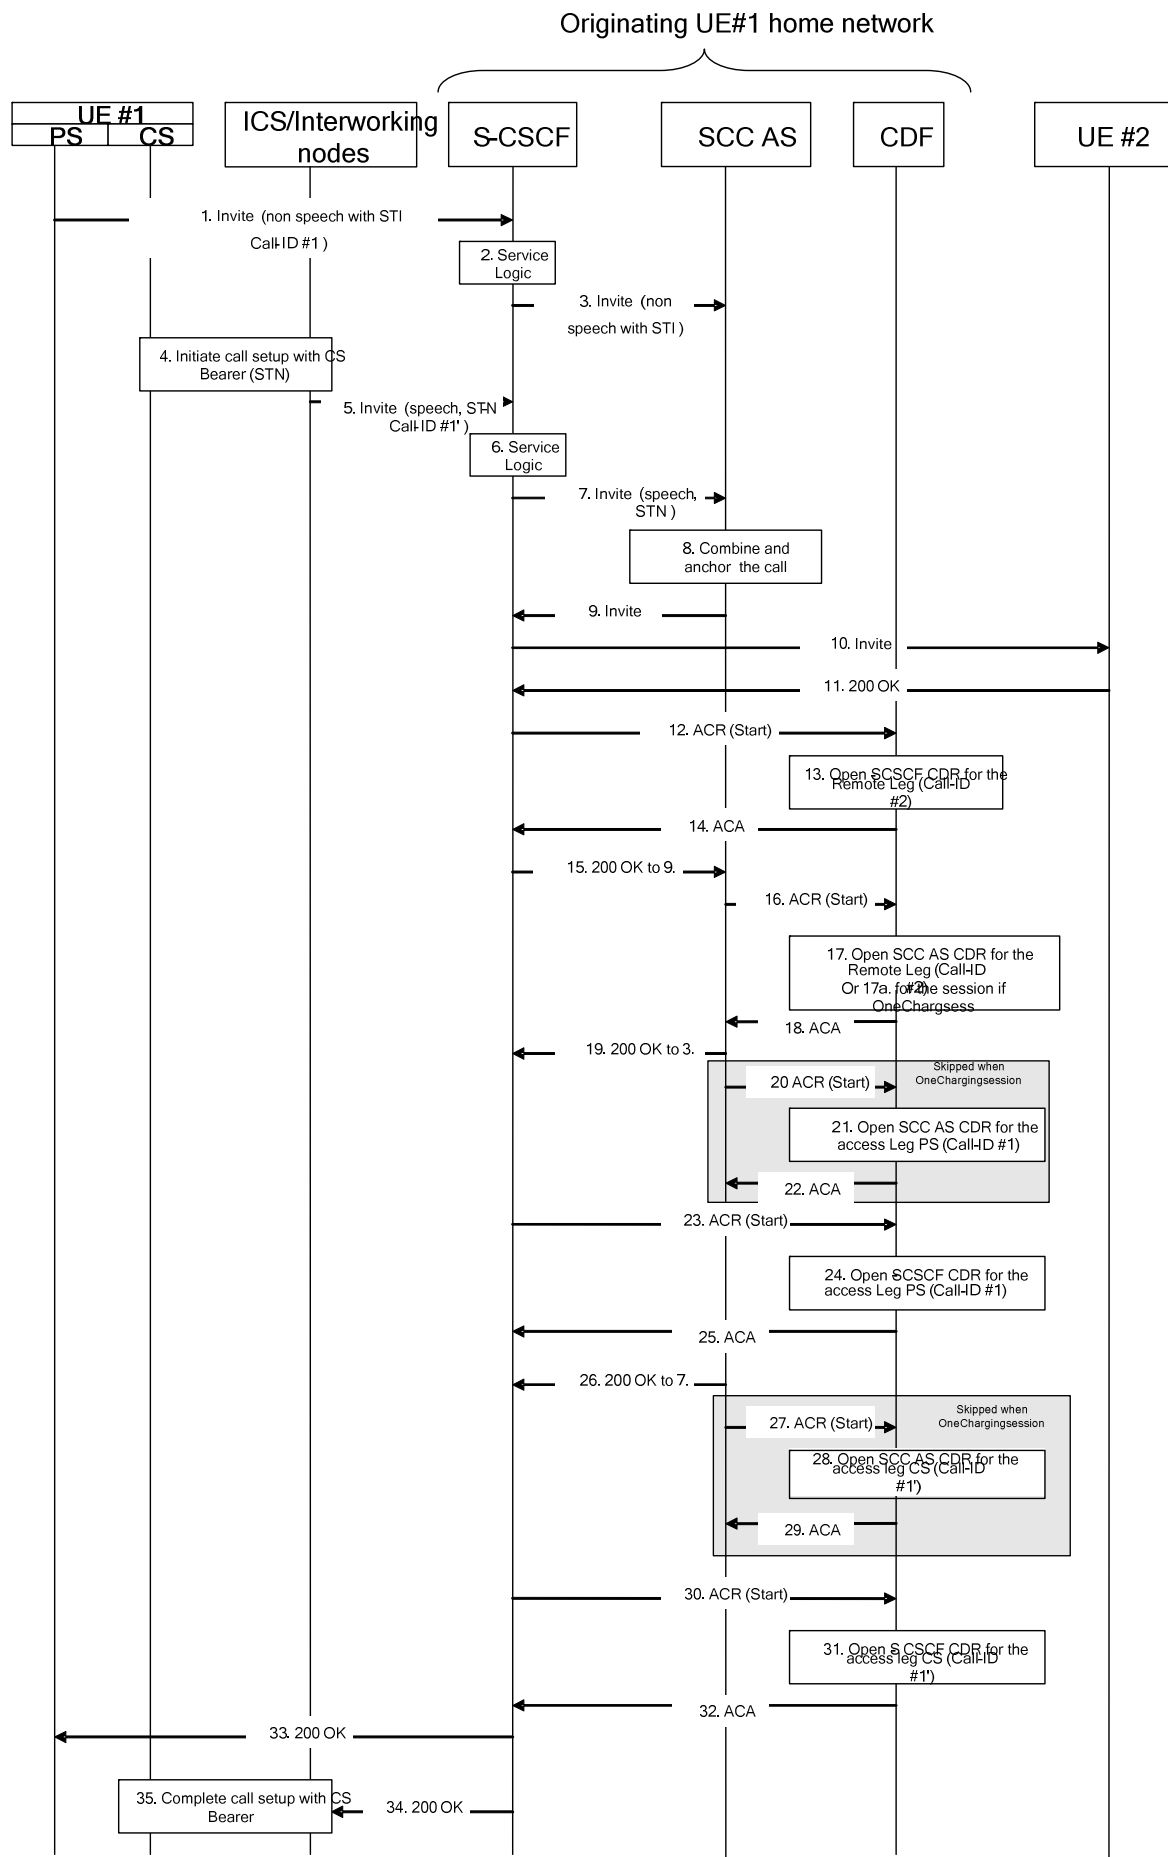 Originating UE#1 home network
UE #1
PS
CS
ICS/Interworking
nodes
S-CSCF
SCC AS
CDF
UE #2
1. Invite (non speech with STI
Call-ID #1 )
2. Service
Logic
3. Invite (non
speech with STI )
4. Initiate call setup with CS
Bearer (STN)
5. Invite (speech, STN
Call-ID #1' )
6. Service
Logic
7. Invite (speech,
STN )
8. Combine and
anchor the call
9. Invite
10. Invite
11. 200 OK
12. ACR (Start)
13. Open SCSCF CDR for the
Remote Leg (Call-ID
#2)
14. ACA
15. 200 OK to 9.
16. ACR (Start)
17. Open SCC AS CDR for the
Remote Leg (Call-ID
#2)
Or 17a. for the session if
OneChargsess
18. ACA
19. 200 OK to 3.
Skipped when
OneChargingsession
20 ACR (Start)
21. Open SCC AS CDR for the
access Leg PS (Call-ID #1)
22. ACA
23. ACR (Start)
24. Open SCSCF CDR for the
access Leg PS (Call-ID #1)
25. ACA
26. 200 OK to 7.
Skipped when
OneChargingsession
27. ACR (Start)
28. Open SCC AS CDR for the
access leg CS (Call-ID
#1')
29. ACA
30. ACR (Start)
31. Open S CSCF CDR for the
access leg CS (Call-ID
#1')
32. ACA
33. 200 OK
34. 200 OK
35. Complete call setup with CS
Bearer